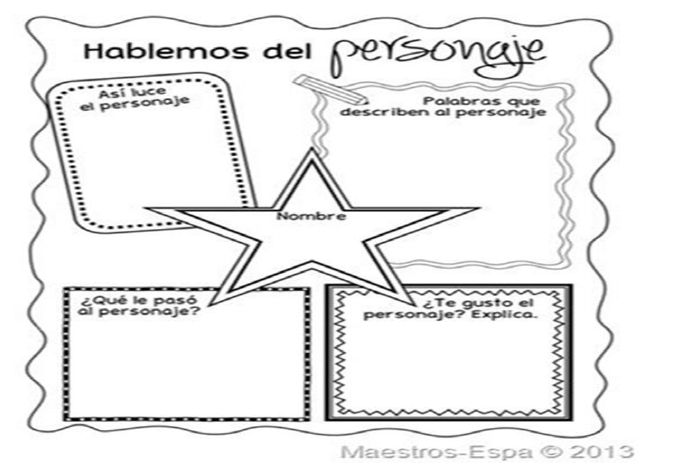 Hablemos del personaje
Así luce
el personaje
Palabras que
describen al personaje
Nombre
¿Qué le pasó
al personaje?
¿Te gusto el
personaje? Explica.
Maestros-Espa © 2013